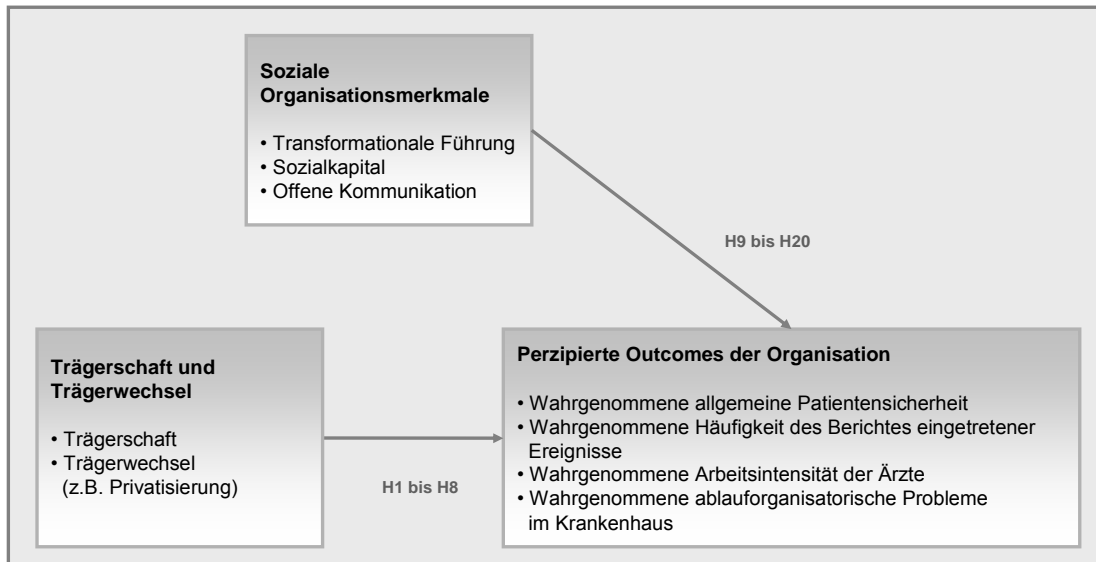 Soziale
Organisationsmerkmale
• Transformationale Führung
• Sozialkapital
• Offene Kommunikation
H9 bis H20
Trägerschaft und
Trägerwechsel
• Trägerschaft
• Trägerwechsel
(z.B. Privatisierung)
H1 bis H8
Perzipierte Outcomes der Organisation
• Wahrgenommene allgemeine Patientensicherheit
• Wahrgenommene Häufigkeit des Berichtes eingetretener
Ereignisse
• Wahrgenommene Arbeitsintensität der Ärzte
• Wahrgenommene ablauforganisatorische Probleme
im Krankenhaus